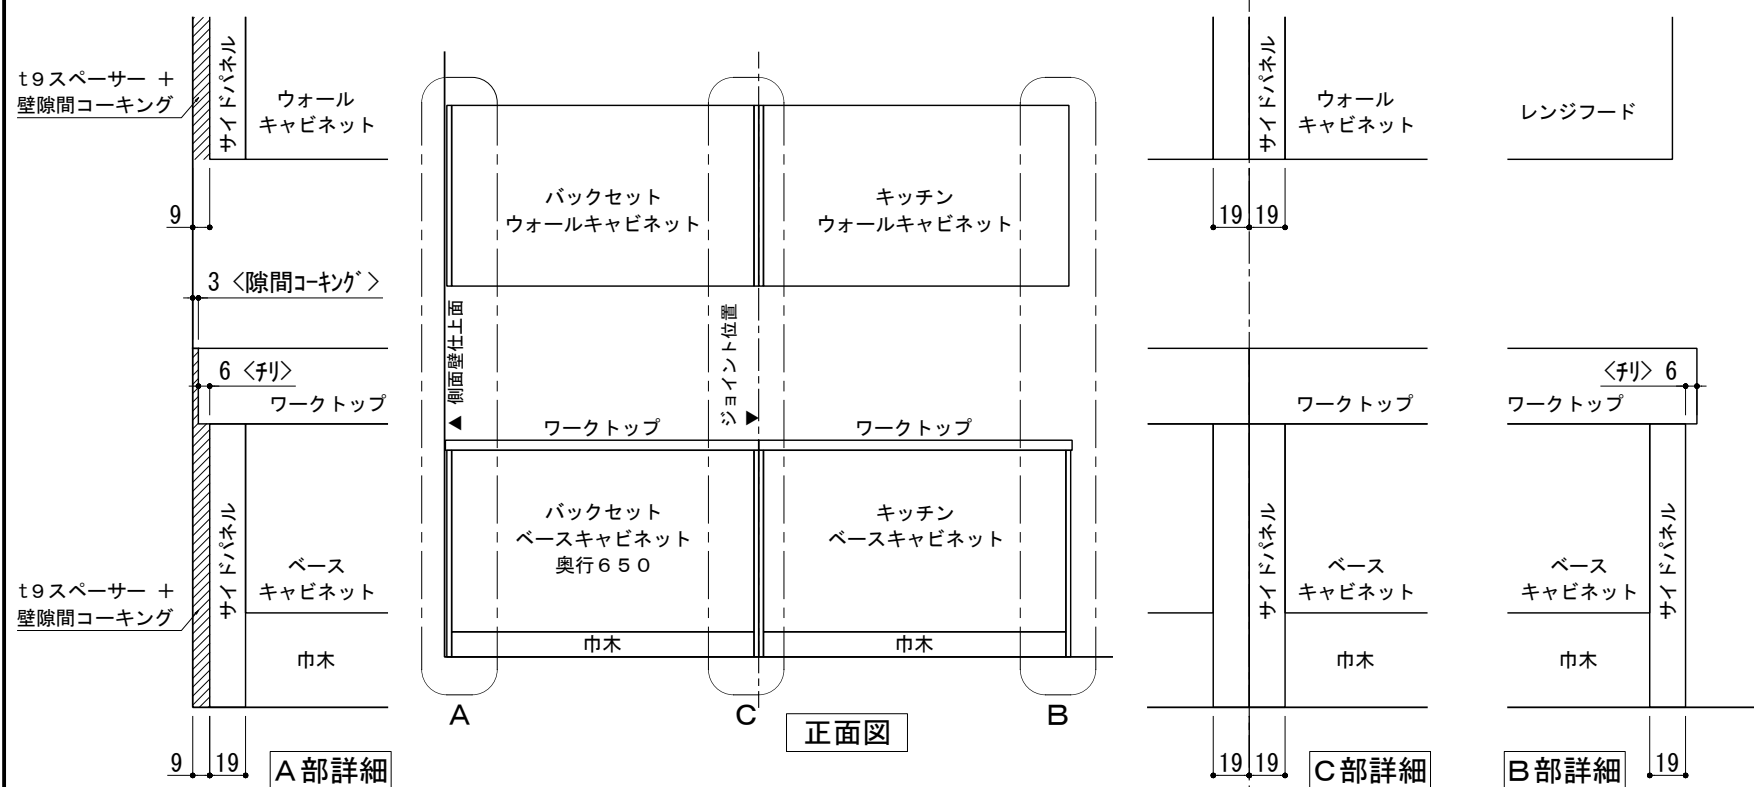 t9スペーサー ＋
壁隙間コーキング
サイドパネル
ウォール
キャビネット
9
3 〈隙間ｺｰｷﾝｸﾞ〉
6 〈ﾁﾘ〉
ワークトップ
t9スペーサー ＋
壁隙間コーキング
サイドパネル
ベース
キャビネット
巾木
9
19
A部詳細
バックセット
ウォールキャビネット
キッチン
ウォールキャビネット
▲ 側面壁仕上面
ジョイント位置 ▼
ワークトップ
ワークトップ
バックセット
ベースキャビネット
奥行６５０
キッチン
ベースキャビネット
巾木
巾木
A
C
B
正面図
サイドパネル
ウォール
キャビネット
19
19
ワークトップ
サイドパネル
ベース
キャビネット
巾木
19
19
C部詳細
レンジフード
〈ﾁﾘ〉 6
ワークトップ
ベース
キャビネット
サイドパネル
巾木
19
B部詳細